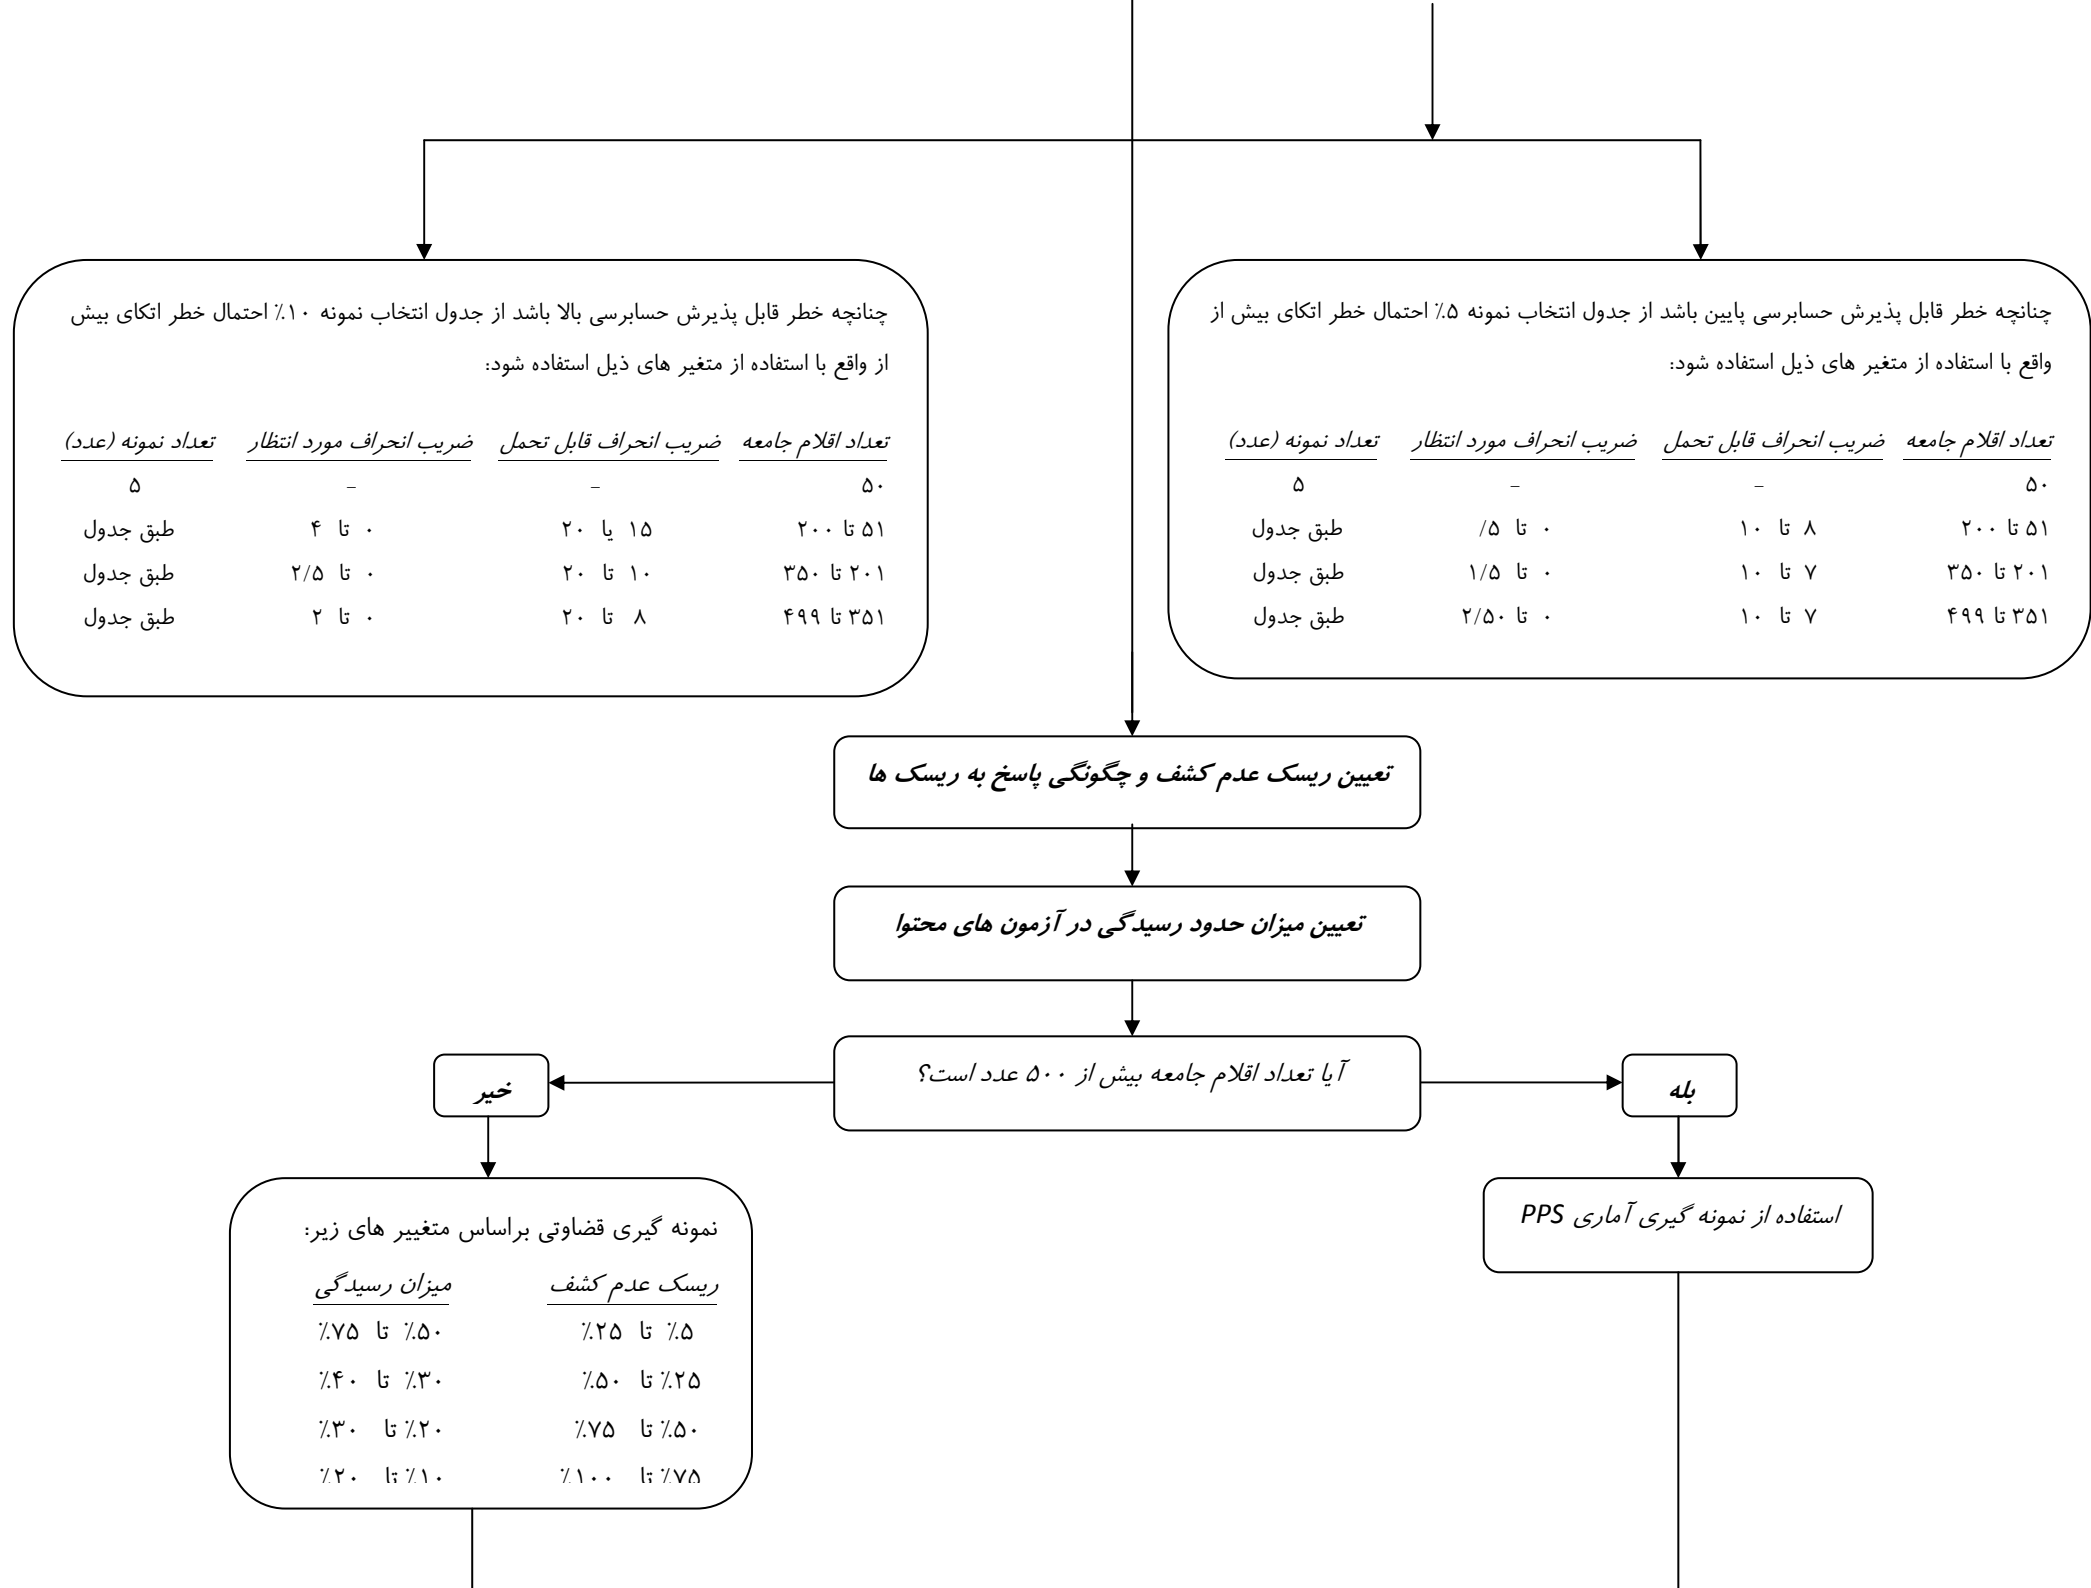 چنانچه خطر قابل پذیرش حسابرسی پایین باشد از جدول انتخاب نمونه ۵٪ احتمال خطر اتکای بیش از
واقع با استفاده از متغیر های ذیل استفاده شود:
تعداد اقلام جامعه ضریب انحراف قابل تحمل ضریب انحراف مورد انتظار تعداد نمونه (عدد)
۵۰ – – ۵
۵۱ تا ۲۰۰ ۸ تا ۱۰ ۰ تا ۵/ طبق جدول
۲۰۱ تا ۳۵۰ ۷ تا ۱۰ ۰ تا ۱/۵ طبق جدول
۳۵۱ تا ۴۹۹ ۷ تا ۱۰ ۰ تا ۲/۵۰ طبق جدول
چنانچه خطر قابل پذیرش حسابرسی بالا باشد از جدول انتخاب نمونه ۱۰٪ احتمال خطر اتکای بیش
از واقع با استفاده از متغیر های ذیل استفاده شود:
تعداد اقلام جامعه ضریب انحراف قابل تحمل ضریب انحراف مورد انتظار تعداد نمونه (عدد)
۵۰ – – ۵
۵۱ تا ۲۰۰ ۱۵ یا ۲۰ ۰ تا ۴ طبق جدول
۲۰۱ تا ۳۵۰ ۱۰ تا ۲۰ ۰ تا ۲/۵ طبق جدول
۳۵۱ تا ۴۹۹ ۸ تا ۲۰ ۰ تا ۲ طبق جدول
تعیین ریسک عدم کشف و چگونگی پاسخ به ریسک ها
تعیین میزان حدود رسیدگی در آزمون های محتوا
آیا تعداد اقلام جامعه بیش از ۵۰۰ عدد است؟
بله
خیر
استفاده از نمونه گیری آماری PPS
نمونه گیری قضاوتی براساس متغییر های زیر:
ریسک عدم کشف میزان رسیدگی
۵٪ تا ۲۵٪ ۵۰٪ تا ۷۵٪
۲۵٪ تا ۵۰٪ ۳۰٪ تا ۴۰٪
۵۰٪ تا ۷۵٪ ۲۰٪ تا ۳۰٪
۷۵٪ تا ۱۰۰٪ ۱۰٪ تا ۲۰٪